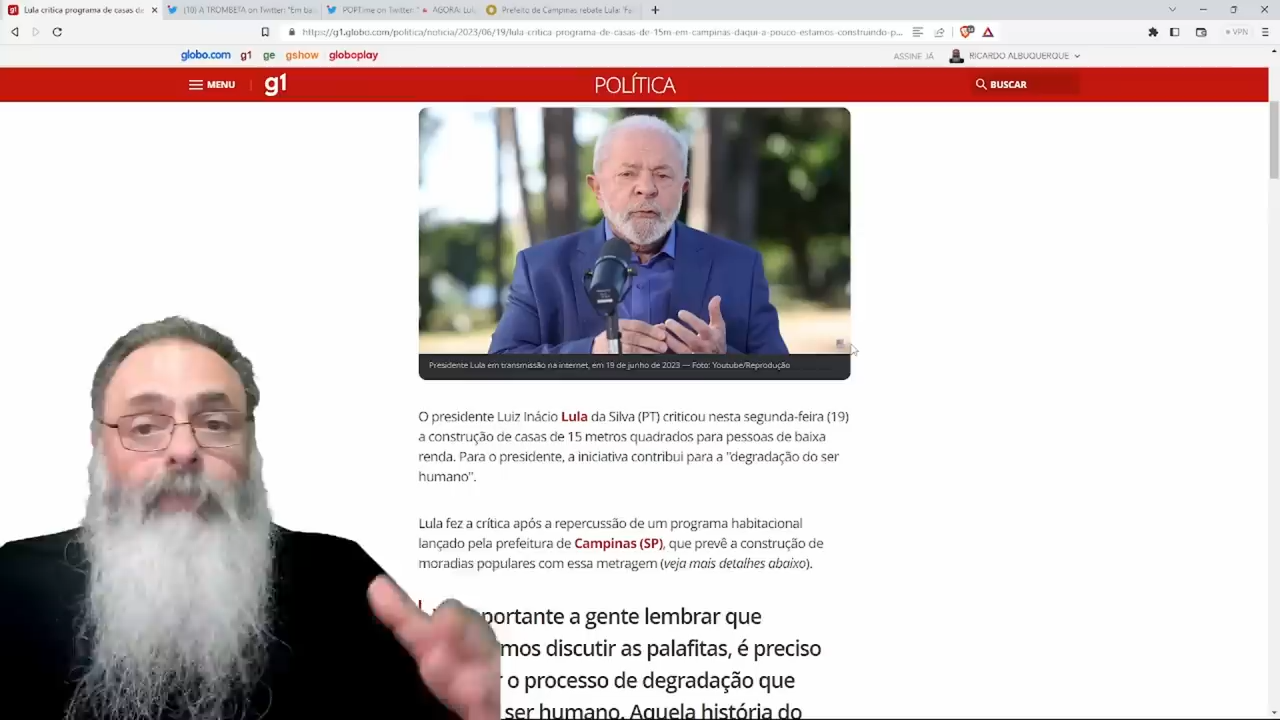 Lula critica programa de casas de
(10) A TROMBETA on Twitter: "Em ba
POPTime on Twitter: "
AGORA: Lul
Prefeito de Campinas rebate Lula: 'Fa
https://g1.globo.com/politica/noticia/2023/06/19/lula-critica-programa-de-casas-de-15m-em-campinas-daqui-a-pouco-estamos-construindo-p...
VPN
globo.com g1 ge gshow globoplay
ASSINE JÁ
RICARDO ALBUQUERQUE
MENU
g1
POLÍTICA
BUSCAR
Presidente Lula em transmissão na internet, em 19 de junho de 2023 — Foto: Youtube/Reprodução
O presidente Luiz Inácio Lula da Silva (PT) criticou nesta segunda-feira (19)
a construção de casas de 15 metros quadrados para pessoas de baixa
renda. Para o presidente, a iniciativa contribui para a "degradação do ser
humano".
Lula fez a crítica após a repercussão de um programa habitacional
lançado pela prefeitura de Campinas (SP), que prevê a construção de
moradias populares com essa metragem (veja mais detalhes abaixo).
portante a gente lembrar que
mos discutir as palafitas, é preciso
o processo de degradação que
ser humano. Aquela história do